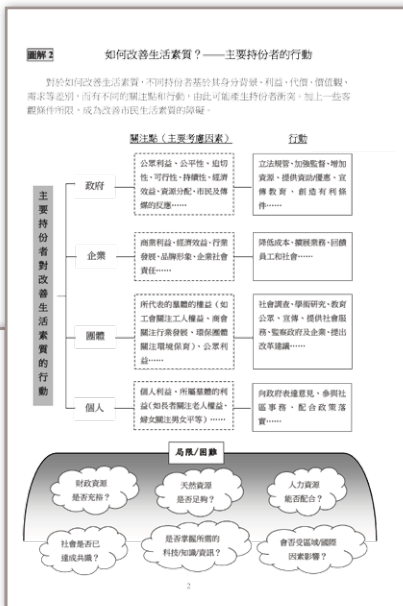 圖解 2
如何改善生活素質？——主要持份者的行動
對於如何改善生活素質，不同持份者基於其身分背景、利益、代價、價值觀、
需求等差別，而有不同的關注點和行動，由此可能產生持份者衝突。加上一些客
觀條件所限，成為改善市民生活素質的障礙。
關注點（主要考慮因素）
行動
主要持份者對改善生活素質的行動
政府
公眾利益、公平性、迫切
性、可行性、持續性、經濟
效益、資源分配、市民及傳
媒的反應……
立法規管、加強監督、增加
資源、提供資助/優惠、宣
傳教育、創造有利條
件……
企業
商業利益、經濟效益、行業
發展、品牌形象、企業社會
責任……
降低成本、擴展業務、回饋
員工和社會……
團體
所代表的羣體的權益（如
工會關注工人權益、商會
關注行業發展、環保團體
關注環境保育）、公眾利
益……
社會調查、學術研究、教育
公眾、宣傳、提供社會服
務、監察政府及企業、提出
改革建議……
個人
個人利益、所屬羣體的利
益(如長者關注老人權益、
婦女關注男女平等）……
向政府表達意見、參與社
區事務、配合政策落
實……
局限/困難
財政資源
是否充裕？
天然資源
是否足夠？
人力資源
能否配合？
社會是否已
達成共識？
是否掌握所需的
科技/知識/資訊？
會否受區域/國際
因素影響？
2